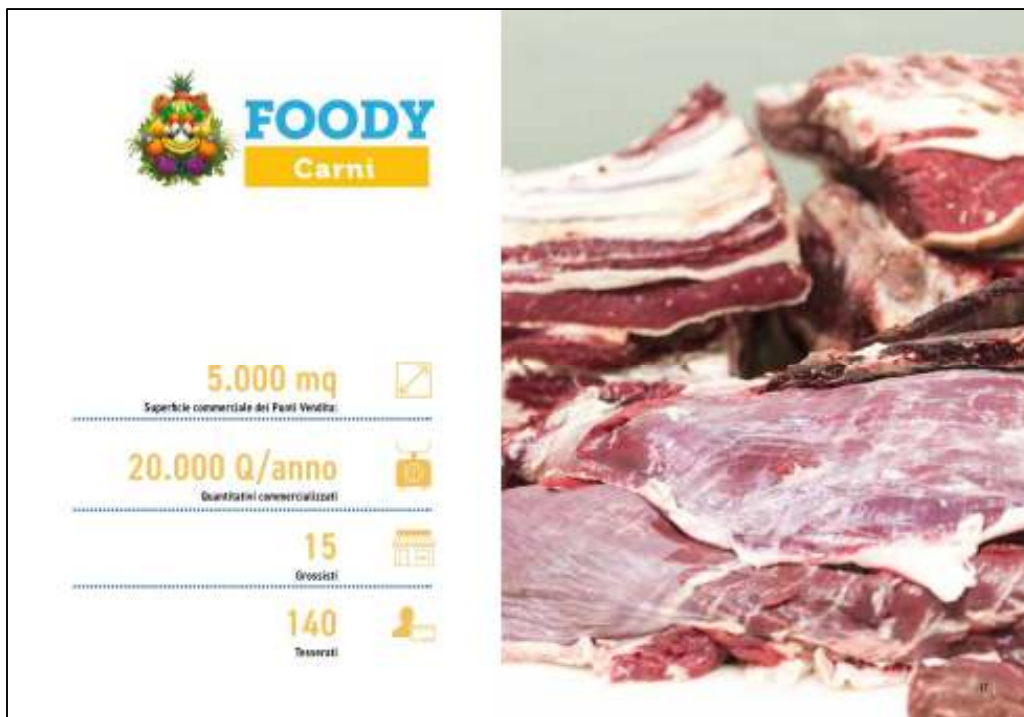 FOODY
Carni
5.000 mq
Superficie commerciale dei Punti Vendita:
20.000 Q/anno
Quantitativi commercializzati
15
Grossisti
140
Tesserati